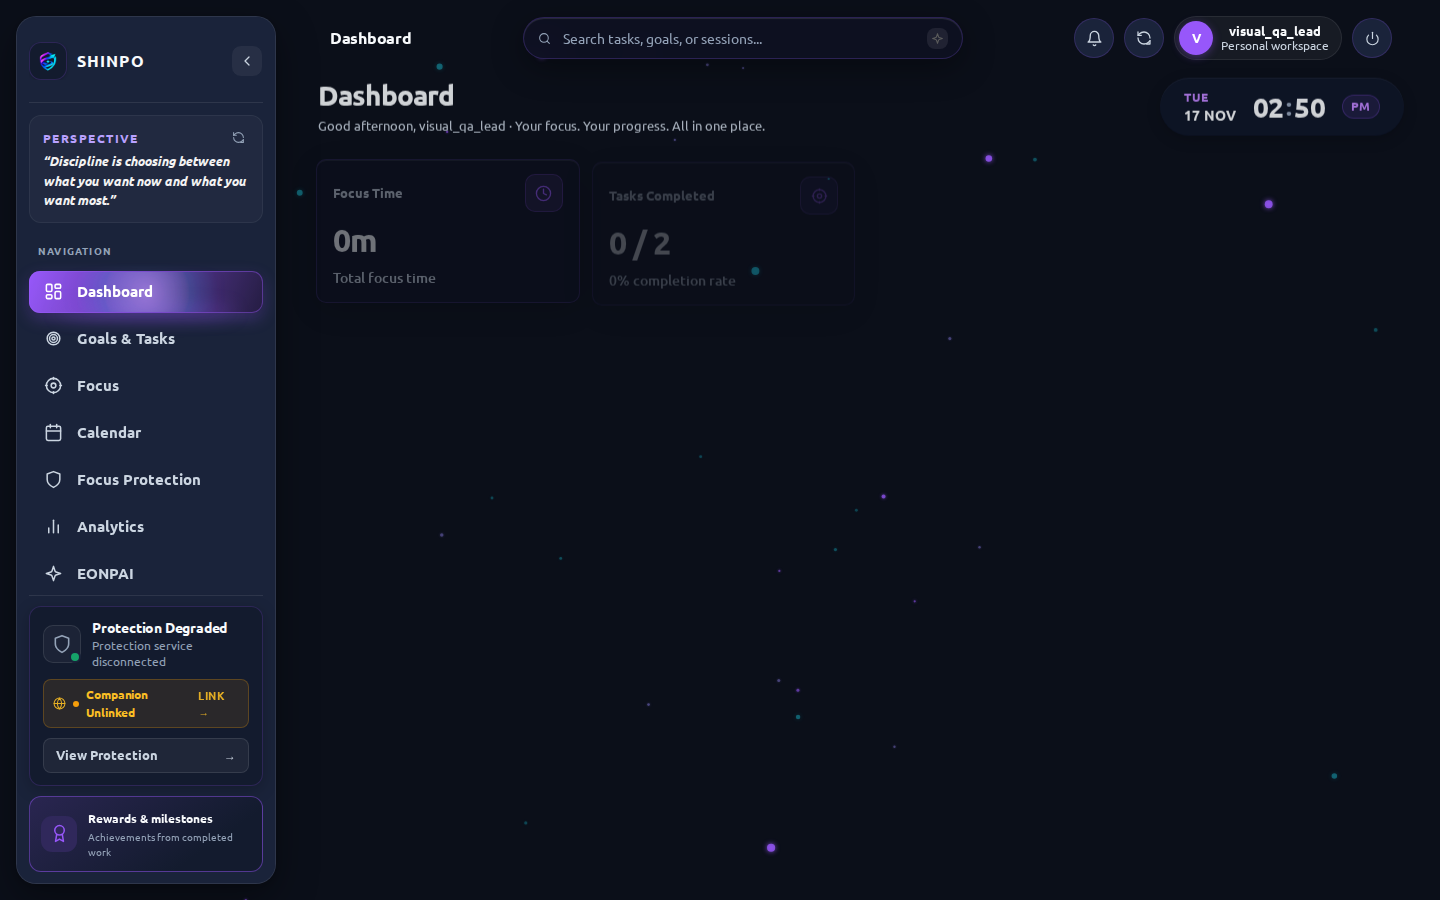 SHINPO
PERSPECTIVE
“Discipline is choosing between
what you want now and what you
want most.”
NAVIGATION
Dashboard
Goals & Tasks
Focus
Calendar
Focus Protection
Analytics
EONPAI
Protection Degraded
Protection service
disconnected
Companion
Unlinked
LINK
→
View Protection →
Rewards & milestones
Achievements from completed
work
Dashboard
Search tasks, goals, or sessions...
V
visual_qa_lead
Personal workspace
Dashboard
Good afternoon, visual_qa_lead · Your focus. Your progress. All in one place.
TUE
17 NOV
02:50
PM
Focus Time
0m
Total focus time
Tasks Completed
0 / 2
0% completion rate